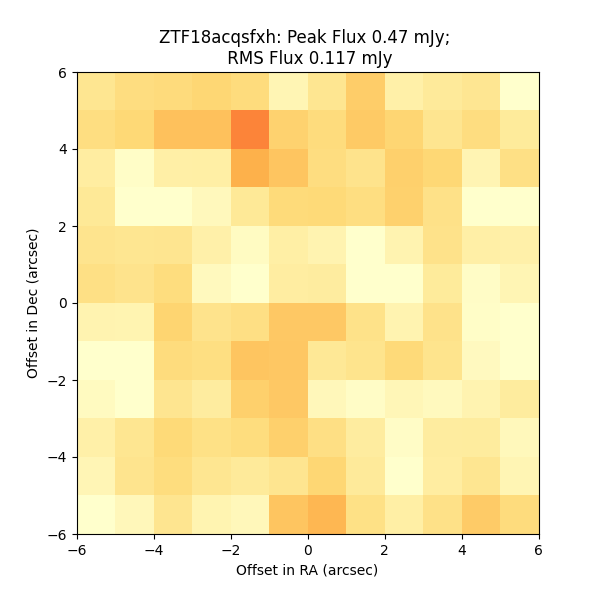 ZTF18acqsfxh: Peak Flux 0.47 mJy;
RMS Flux 0.117 mJy
6
4
2
0
−2
−4
−6
Offset in Dec (arcsec)
−6 −4 −2 0 2 4 6
Offset in RA (arcsec)